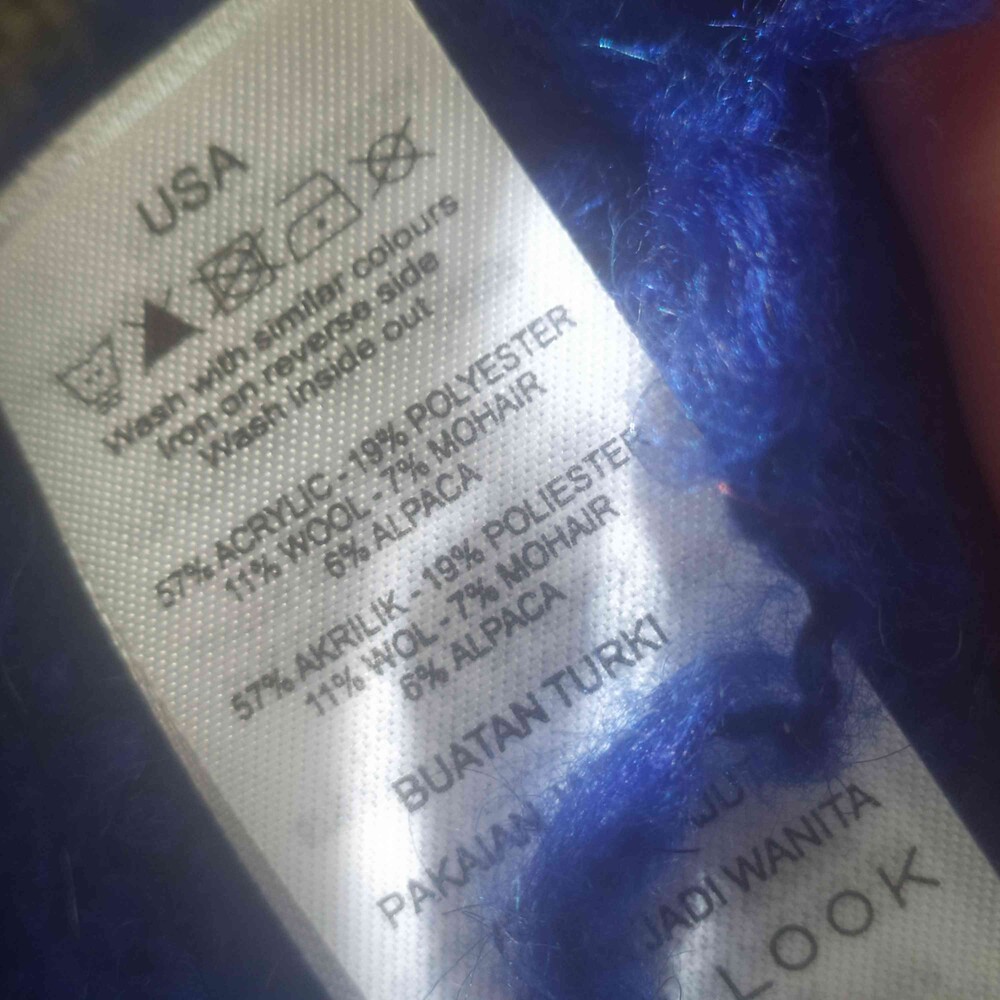 USA
Wash with similar colours
Iron on reverse side
Wash inside out
57% ACRYLIC - 19% POLYESTER
11% WOOL - 7% MOHAIR
6% ALPACA
57% AKRILIK - 19% POLIESTER
11% WOL - 7% MOHAIR
6% ALPACA
BUATAN TURKI
PAKAIAN
JADI WANITA
LOOK